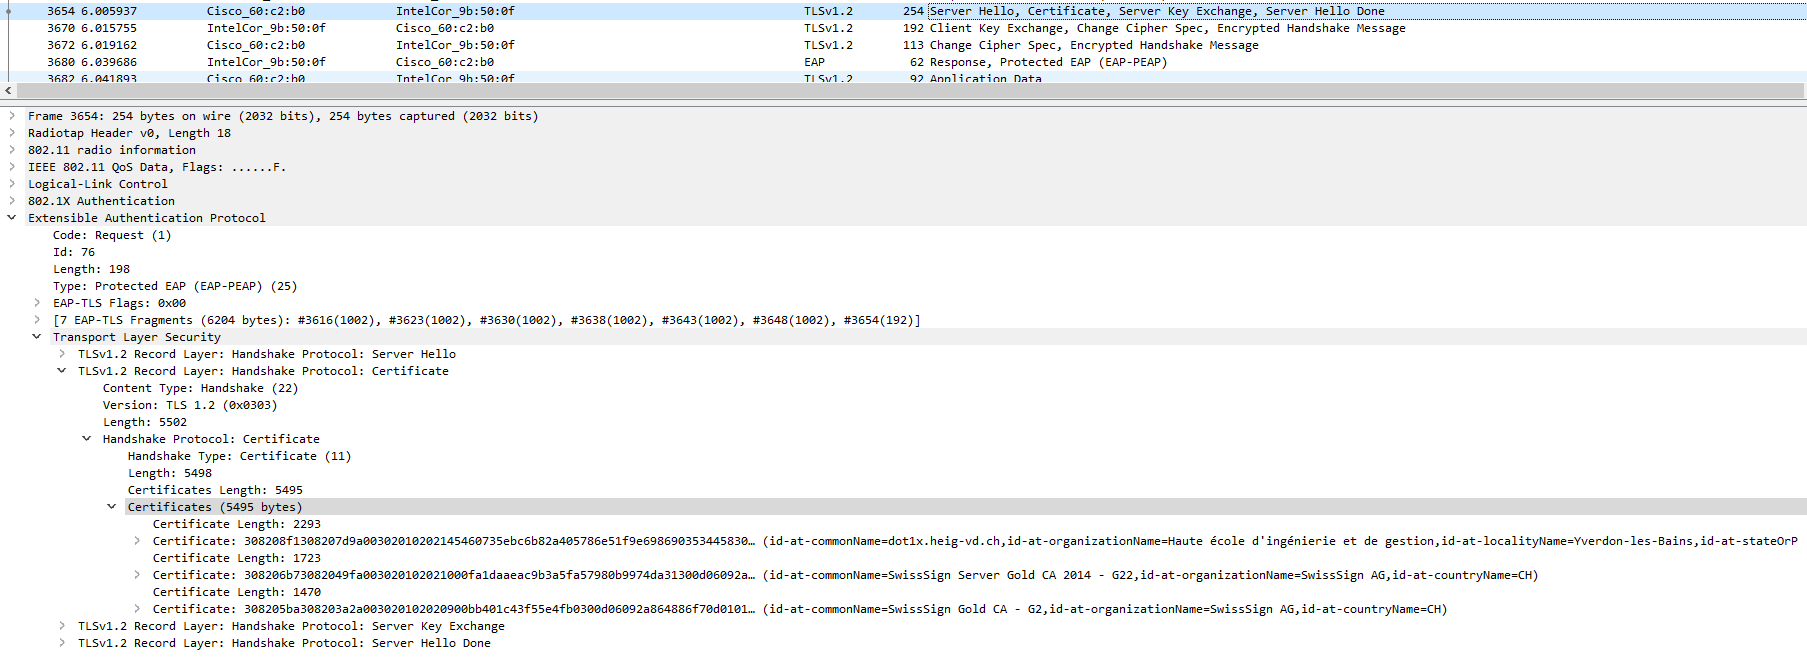 3654 6.005937 Cisco_60:c2:b0 IntelCor_9b:50:0f TLSv1.2 254 Server Hello, Certificate, Server Key Exchange, Server Hello Done
3670 6.015755 IntelCor_9b:50:0f Cisco_60:c2:b0 TLSv1.2 192 Client Key Exchange, Change Cipher Spec, Encrypted Handshake Message
3672 6.019162 Cisco_60:c2:b0 IntelCor_9b:50:0f TLSv1.2 113 Change Cipher Spec, Encrypted Handshake Message
3680 6.039686 IntelCor_9b:50:0f Cisco_60:c2:b0 EAP 62 Response, Protected EAP (EAP-PEAP)
3682 6.041893 Cisco_60:c2:b0 IntelCor_9b:50:0f TLSv1.2 92 Application Data
Frame 3654: 254 bytes on wire (2032 bits), 254 bytes captured (2032 bits)
Radiotap Header v0, Length 18
802.11 radio information
IEEE 802.11 QoS Data, Flags: ......F.
Logical-Link Control
802.1X Authentication
Extensible Authentication Protocol
Code: Request (1)
Id: 76
Length: 198
Type: Protected EAP (EAP-PEAP) (25)
EAP-TLS Flags: 0x00
[7 EAP-TLS Fragments (6204 bytes): #3616(1002), #3623(1002), #3630(1002), #3638(1002), #3643(1002), #3648(1002), #3654(192)]
Transport Layer Security
TLSv1.2 Record Layer: Handshake Protocol: Server Hello
TLSv1.2 Record Layer: Handshake Protocol: Certificate
Content Type: Handshake (22)
Version: TLS 1.2 (0x0303)
Length: 5502
Handshake Protocol: Certificate
Handshake Type: Certificate (11)
Length: 5498
Certificates Length: 5495
Certificates (5495 bytes)
Certificate Length: 2293
Certificate: 308208f1308207d9a00302010202145460735ebc6b82a405786e51f9e698690353445830… (id-at-commonName=dot1x.heig-vd.ch,id-at-organizationName=Haute école d'ingénierie et de gestion,id-at-localityName=Yverdon-les-Bains,id-at-stateOrP
Certificate Length: 1723
Certificate: 308206b73082049fa003020102021000fa1daaeac9b3a5fa57980b9974da31300d06092a… (id-at-commonName=SwissSign Server Gold CA 2014 - G22,id-at-organizationName=SwissSign AG,id-at-countryName=CH)
Certificate Length: 1470
Certificate: 308205ba308203a2a003020102020900bb401c43f55e4fb0300d06092a864886f70d0101… (id-at-commonName=SwissSign Gold CA - G2,id-at-organizationName=SwissSign AG,id-at-countryName=CH)
TLSv1.2 Record Layer: Handshake Protocol: Server Key Exchange
TLSv1.2 Record Layer: Handshake Protocol: Server Hello Done